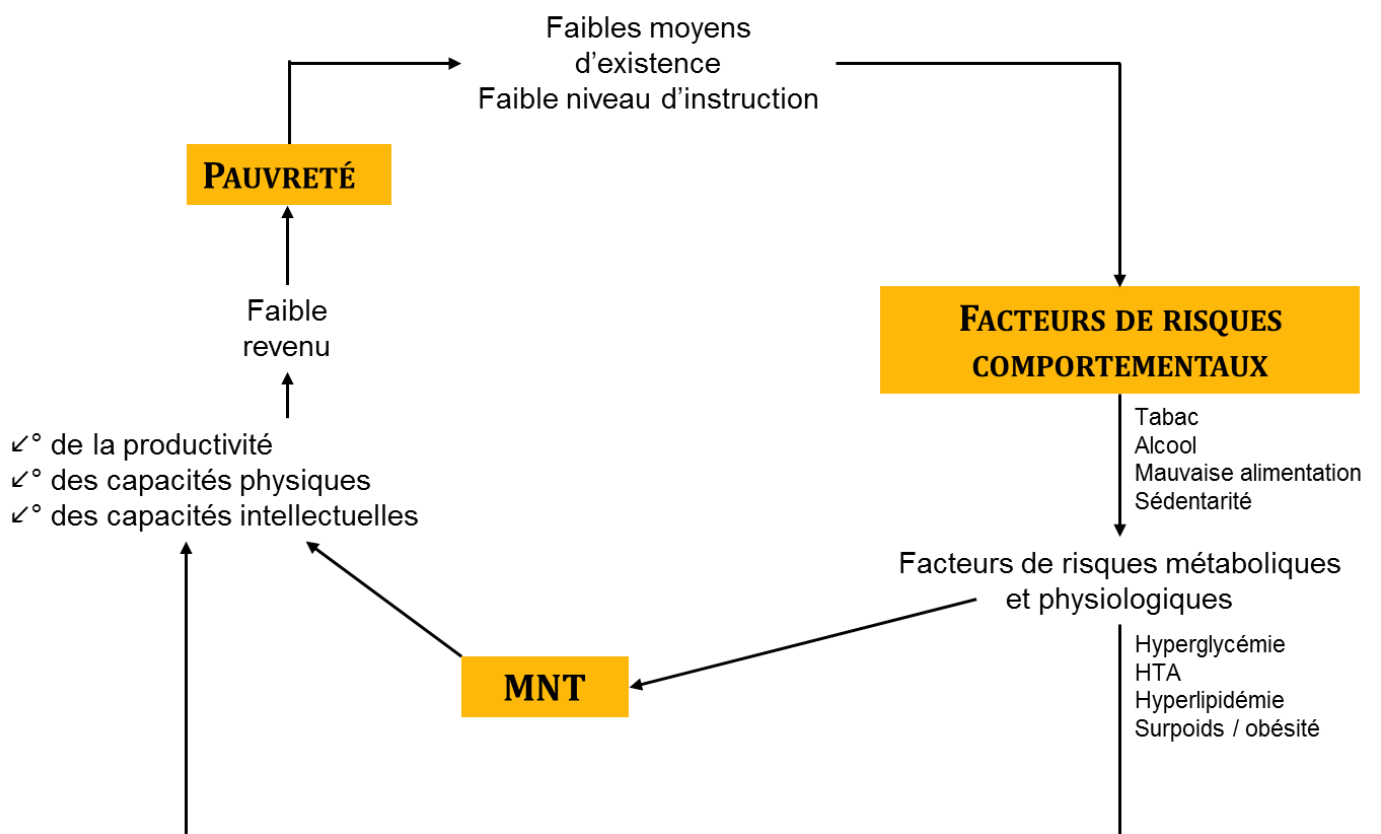 Faibles moyens
d’existence
Faible niveau d’instruction
PAUVRETÉ
FACTEURS DE RISQUES
COMPORTEMENTAUX
Faible
revenu
Tabac
Alcool
Mauvaise alimentation
Sédentarité
↙° de la productivité
↙° des capacités physiques
↙° des capacités intellectuelles
Facteurs de risques métaboliques
et physiologiques
Hyperglycémie
HTA
Hyperlipidémie
Surpoids / obésité
MNT